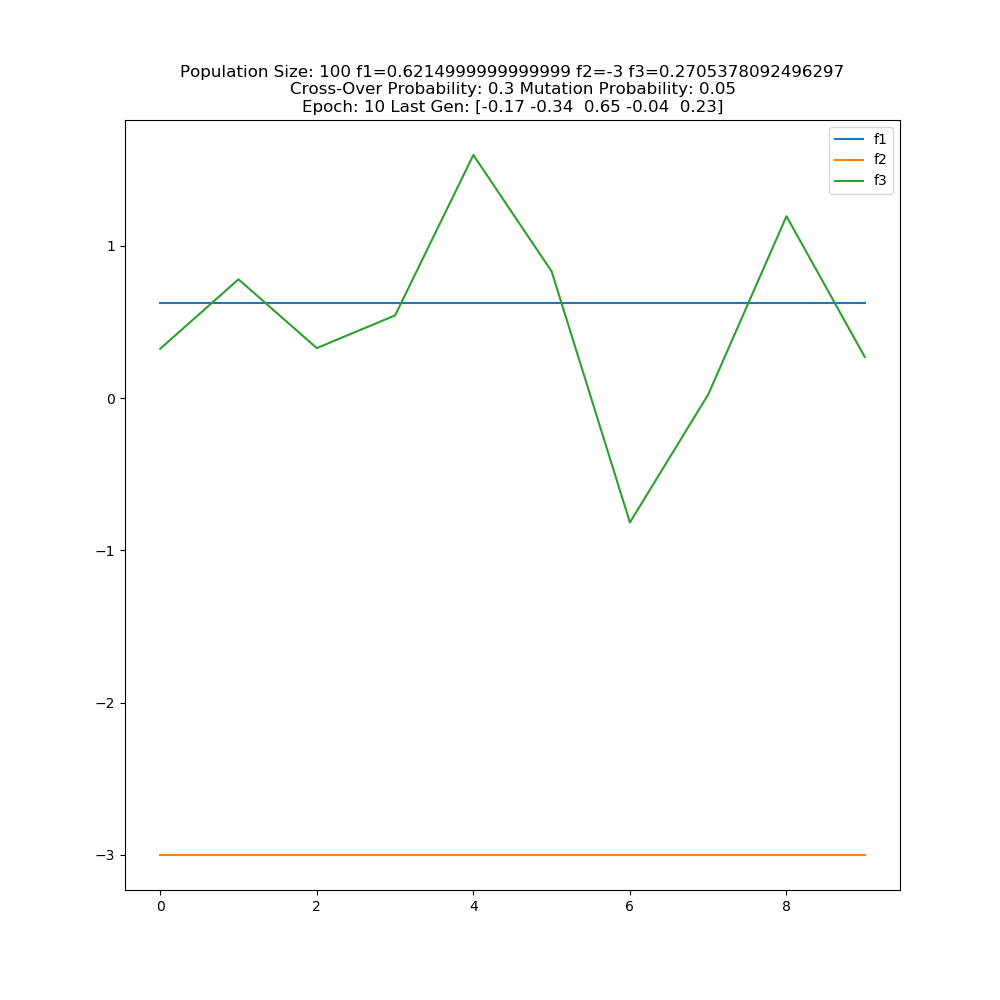 Population Size: 100 f1=0.6214999999999999 f2=-3 f3=0.2705378092496297
Cross-Over Probability: 0.3 Mutation Probability: 0.05
Epoch: 10 Last Gen: [-0.17 -0.34  0.65 -0.04  0.23]
f1
f2
f3
1
0
−1
−2
−3
0 2 4 6 8